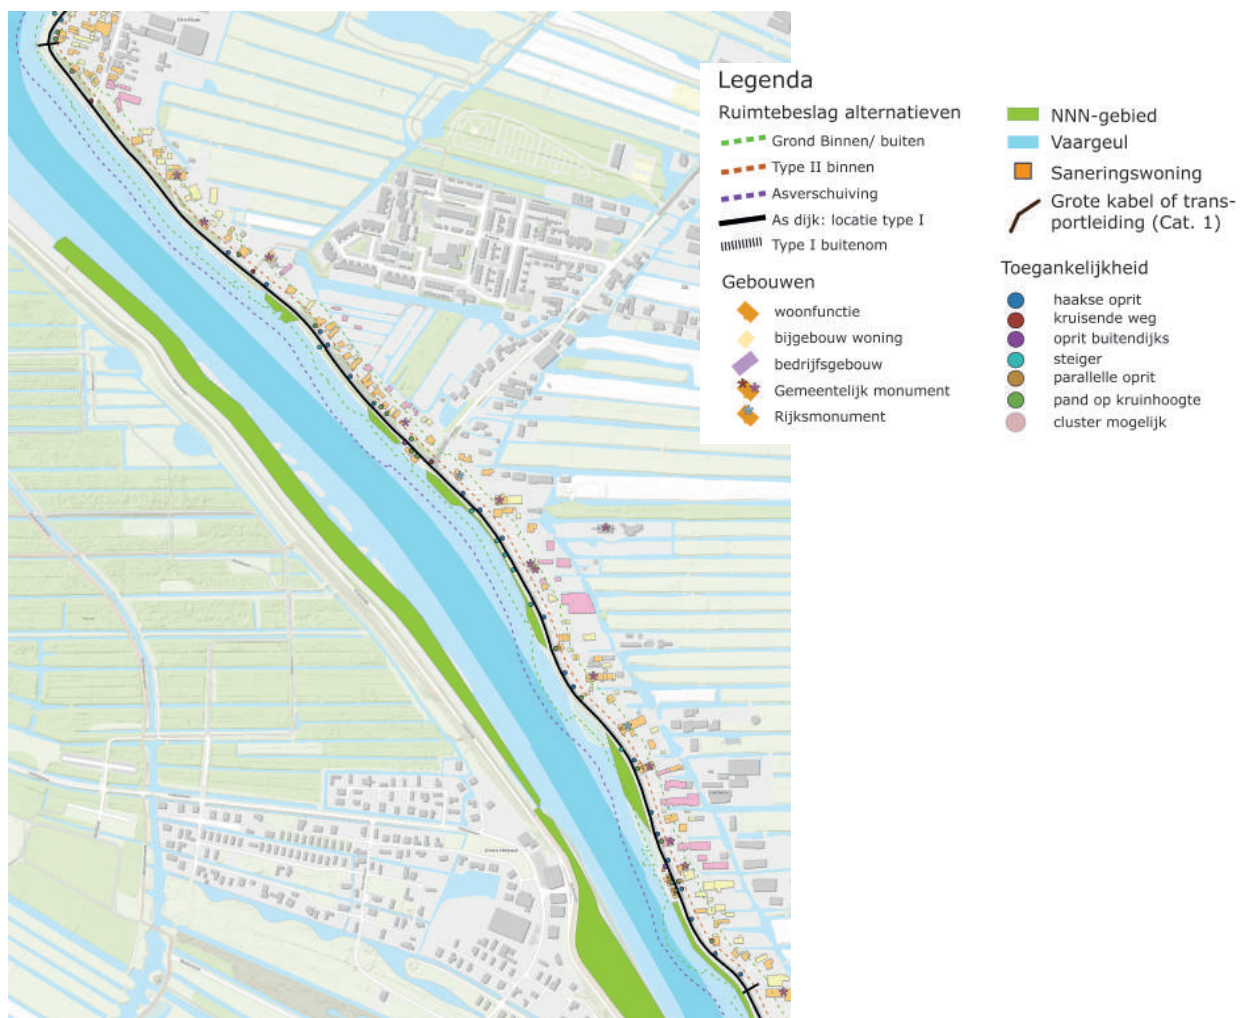 Legenda
Ruimtebeslag alternatieven
Grond Binnen/ buiten
Type II binnen
Asverschuiving
As dijk: locatie type I
Type I buitenom
Gebouwen
woonfunctie
bijgebouw woning
bedrijfsgebouw
Gemeentelijk monument
Rijksmonument
NNN-gebied
Vaargeul
Saneringswoning
Grote kabel of trans-
portleiding (Cat. 1)
Toegankelijkheid
haakse oprit
kruisende weg
oprit buitendijks
steiger
parallelle oprit
pand op kruinhoogte
cluster mogelijk